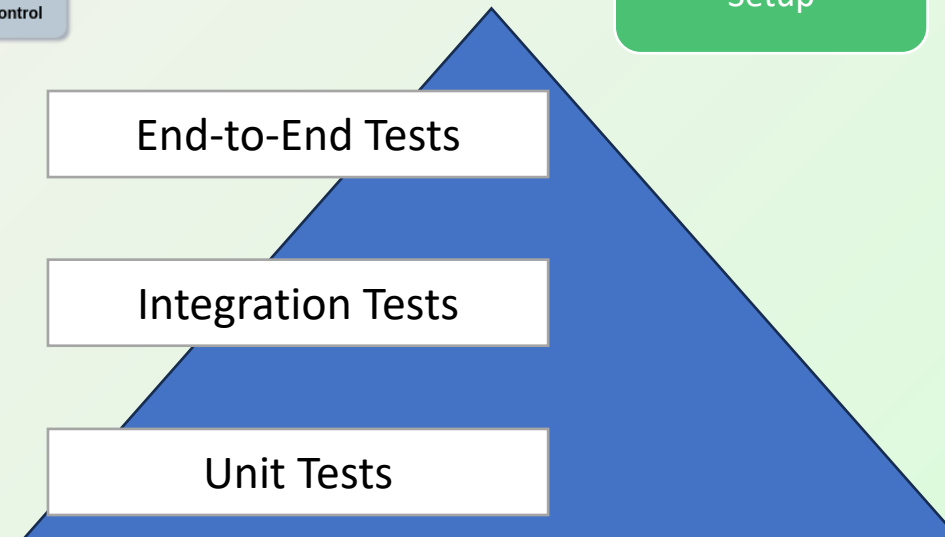 ontrol
Setup
End-to-End Tests
Integration Tests
Unit Tests